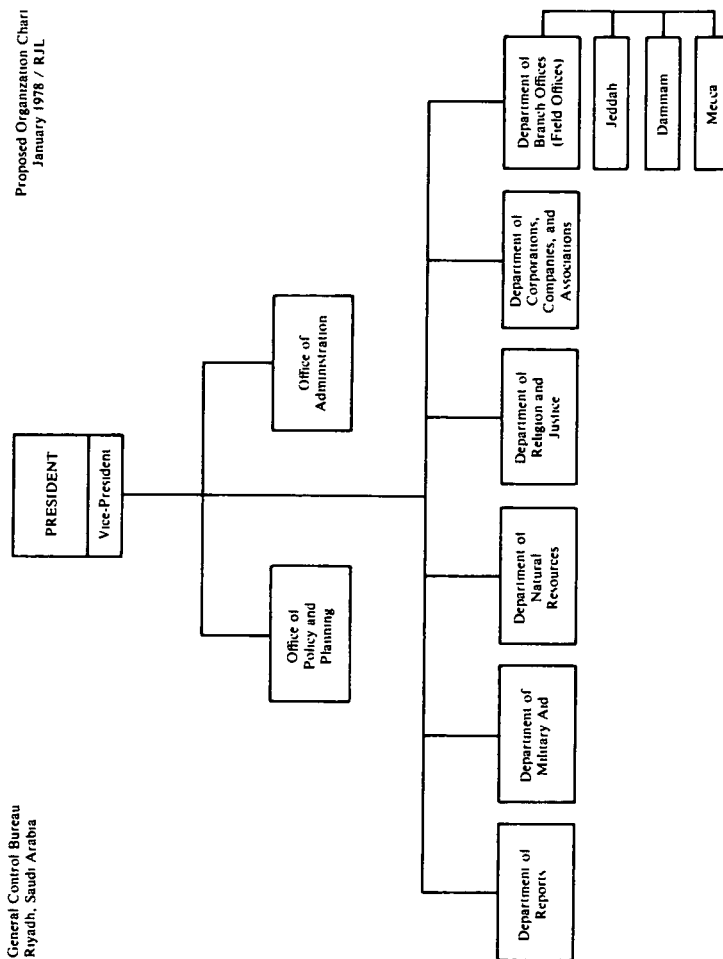 General Control Bureau
Riyadh, Saudi Arabia
Proposed Organization Chart
January 1978 / RJL
PRESIDENT
Vice-President
Office of
Policy and
Planning
Office of
Administration
Department of
Reports
Department of
Military Aid
Department of
Natural
Resources
Department of
Religion and
Justice
Department of
Corporations,
Companies, and
Associations
Department of
Branch Offices
(Field Offices)
Jeddah
Dammam
Mecca